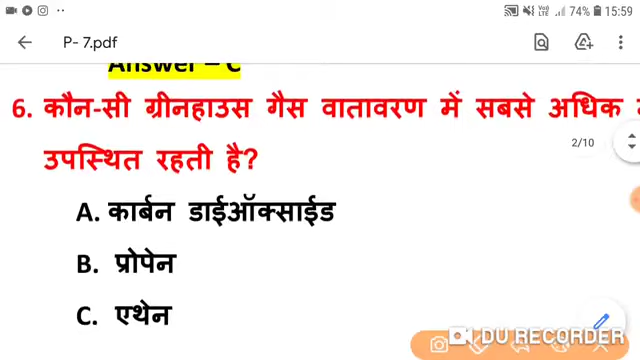 15:59
74%
P- 7.pdf
Answer – C
6. कौन-सी ग्रीनहाउस गैस वातावरण में सबसे अधिक
2/10
उपस्थित रहती है?
A. कार्बन डाईऑक्साईड
B. प्रोपेन
C. एथेन
DU RECORDER